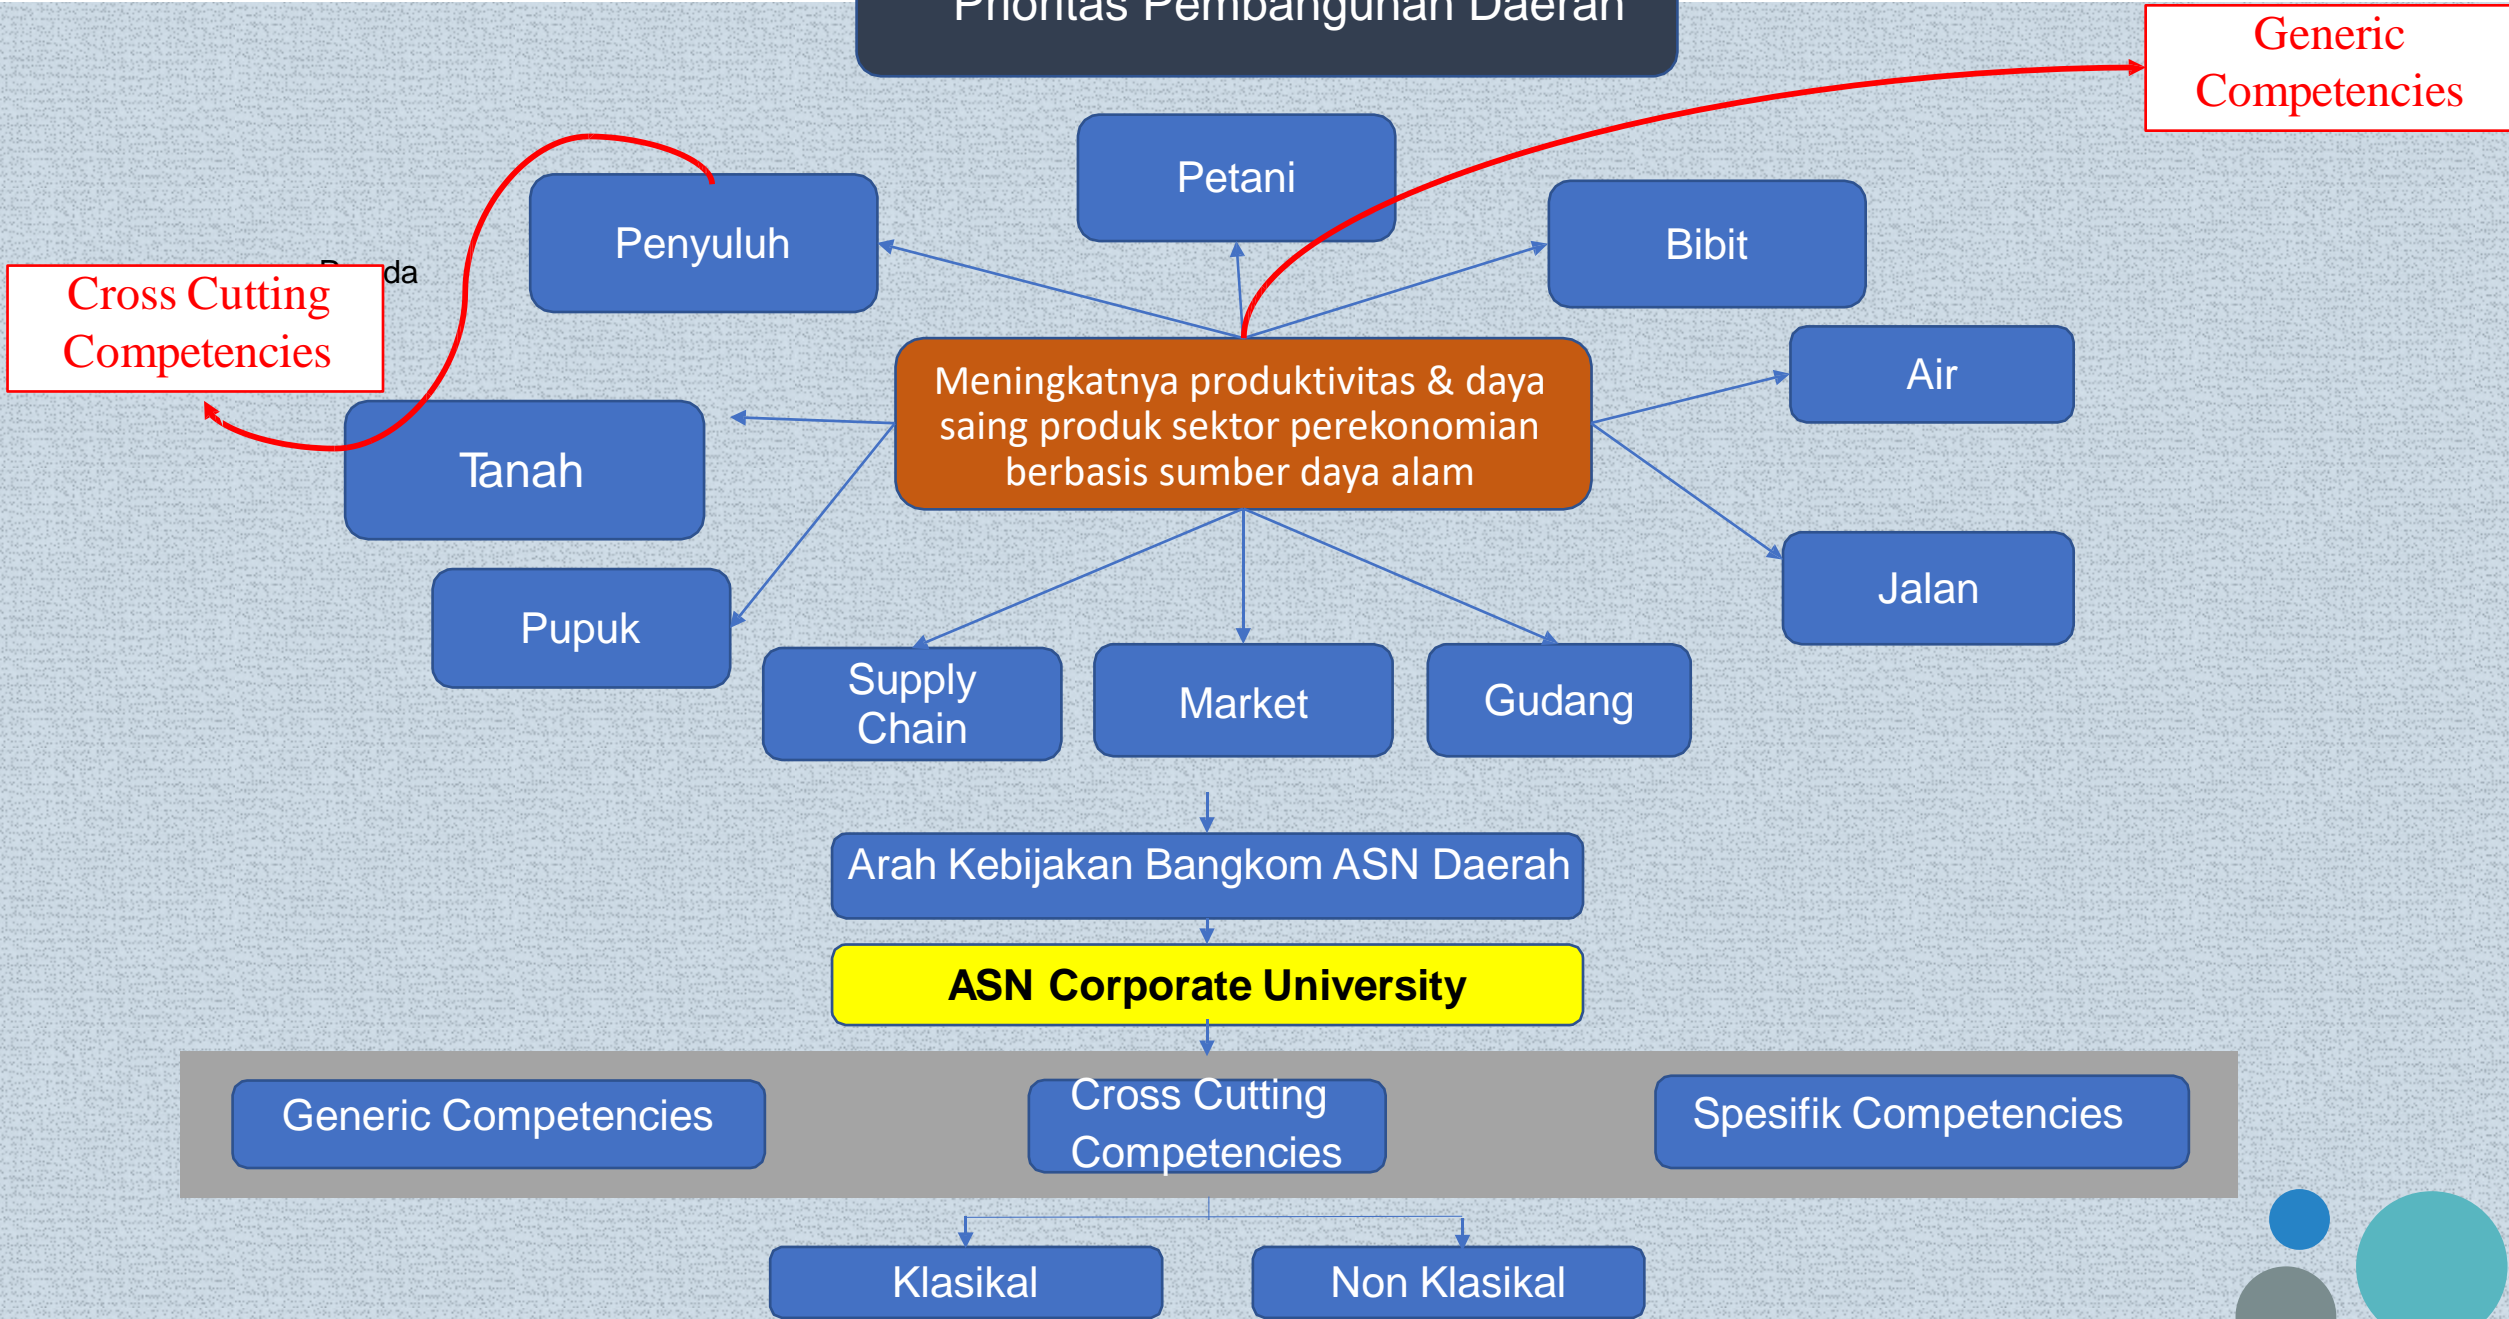 Prioritas Pembangunan Daerah
Generic
Competencies
Petani
Penyuluh
Bibit
da
Cross Cutting
Competencies
Air
Meningkatnya produktivitas & daya
saing produk sektor perekonomian
berbasis sumber daya alam
Tanah
Jalan
Pupuk
Supply
Chain
Market
Gudang
Arah Kebijakan Bangkom ASN Daerah
ASN Corporate University
Generic Competencies
Cross Cutting
Competencies
Spesifik Competencies
Klasikal
Non Klasikal